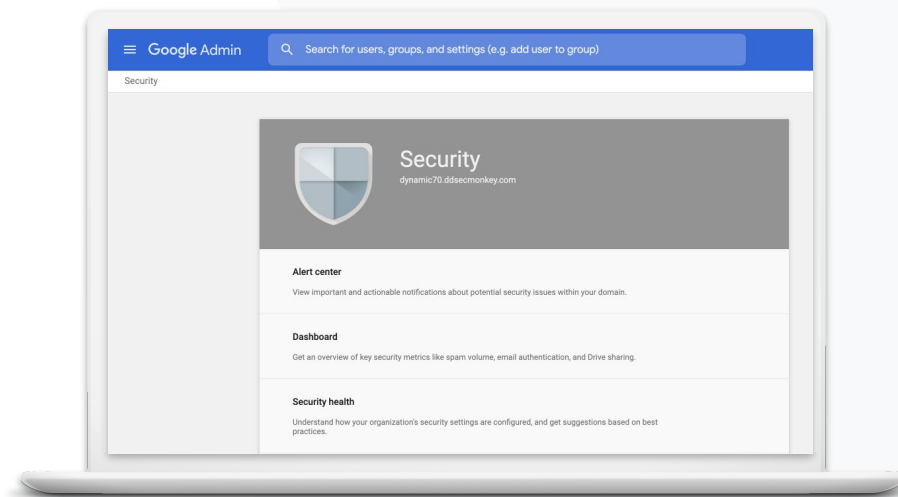 Google Admin
Search for users, groups, and settings (e.g. add user to group)
Security
Security
dynamic70.ddsecmonkey.com
Alert center
View important and actionable notifications about potential security issues within your domain.
Dashboard
Get an overview of key security metrics like spam volume, email authentication, and Drive sharing.
Security health
Understand how your organization's security settings are configured, and get suggestions based on best
practices.